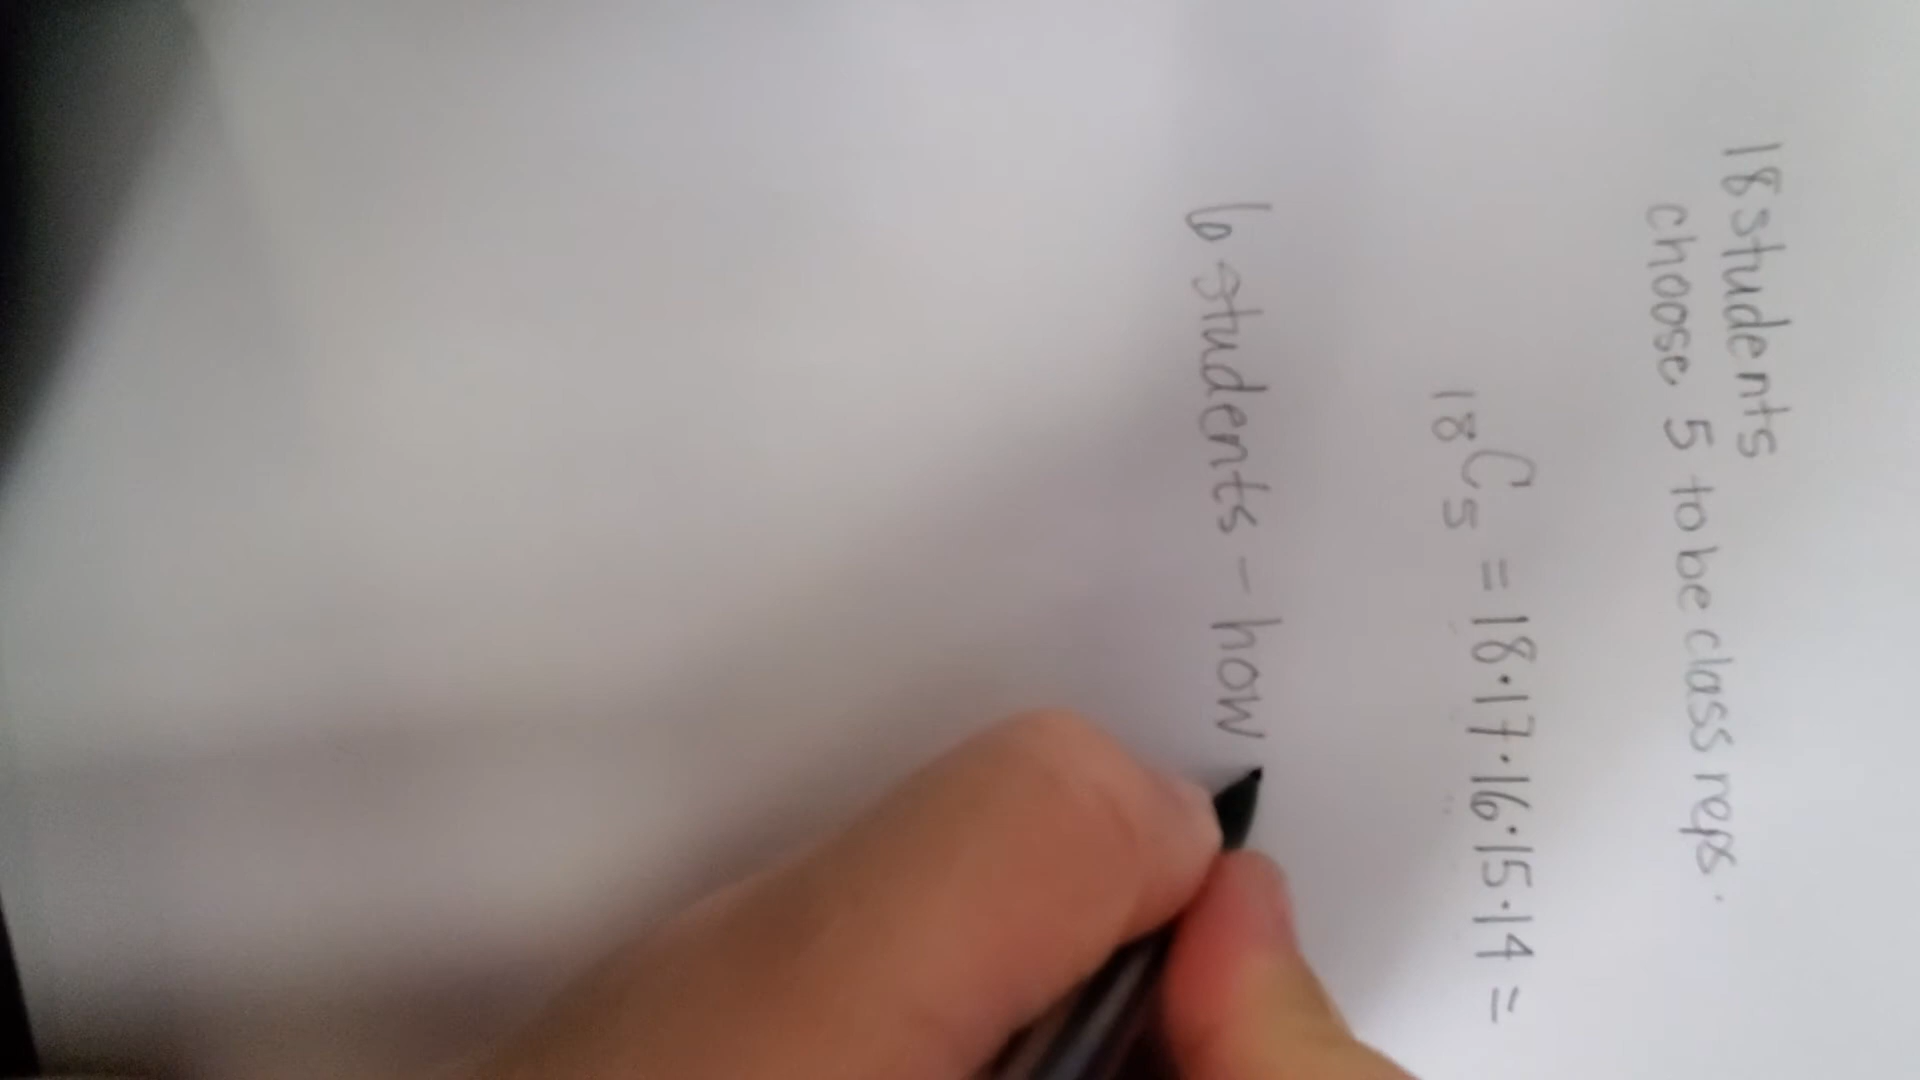 18 students
choose 5 to be class reps.
₁₈C₅ = 18·17·16·15·14 =
6 students - how